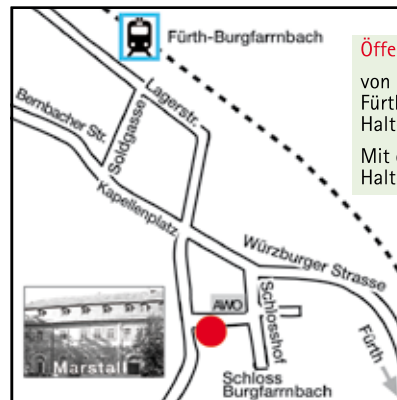 Fürth-Burgfarrnbach
Öffe
von
Fürth
Halt
Mit
Halt
Lagerstr.
Bernbacher Str.
Soldgasse
Kapellenplatz
Würzburger Strasse
AWO
Schlosshof
Fürth
Marstall
Schloss
Burgfarrnbach